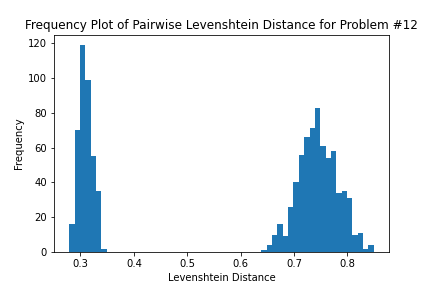 Frequency Plot of Pairwise Levenshtein Distance for Problem #12
120
100
80
60
40
20
0
Frequency
0.3 0.4 0.5 0.6 0.7 0.8
Levenshtein Distance